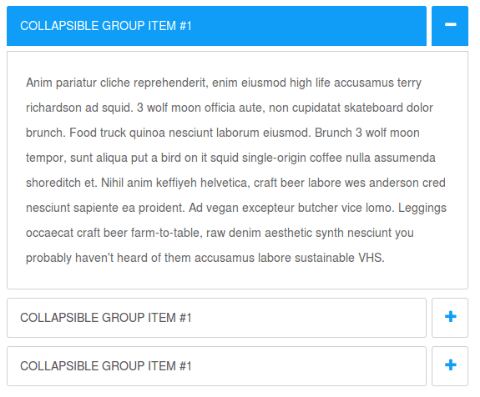 COLLAPSIBLE GROUP ITEM #1
Anim pariatur cliche reprehenderit, enim eiusmod high life accusamus terry
richardson ad squid. 3 wolf moon officia aute, non cupidatat skateboard dolor
brunch. Food truck quinoa nesciunt laborum eiusmod. Brunch 3 wolf moon
tempor, sunt aliqua put a bird on it squid single-origin coffee nulla assumenda
shoreditch et. Nihil anim keffiyeh helvetica, craft beer labore wes anderson cred
nesciunt sapiente ea proident. Ad vegan excepteur butcher vice lomo. Leggings
occaecat craft beer farm-to-table, raw denim aesthetic synth nesciunt you
probably haven't heard of them accusamus labore sustainable VHS.
COLLAPSIBLE GROUP ITEM #1
COLLAPSIBLE GROUP ITEM #1